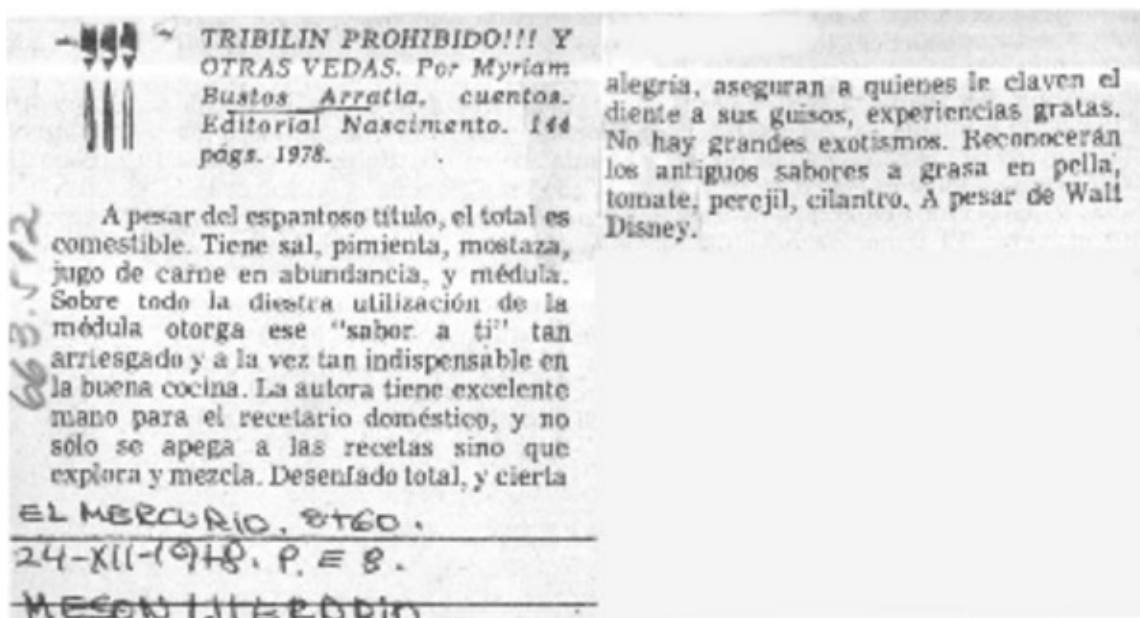 TRIBILIN PROHIBIDO!!! Y
OTRAS VEDAS. Por Myriam
Bustos Arratia, cuentos.
Editorial Nascimento. 144
págs. 1978.
A pesar del espantoso título, el total es
comestible. Tiene sal, pimienta, mostaza,
jugo de carne en abundancia, y médula.
Sobre todo la diestra utilización de la
médula otorga ese "sabor a ti" tan
arriesgado y a la vez tan indispensable en
la buena cocina. La autora tiene excelente
mano para el recetario doméstico, y no
sólo se apega a las recetas sino que
explora y mezcla. Desenfado total, y cierta
alegría, aseguran a quienes le claven el
diente a sus guisos, experiencias gratas.
No hay grandes exotismos. Reconocerán
los antiguos sabores a grasa en pella,
tomate, perejil, cilantro. A pesar de Walt
Disney.
663.512
EL MERCURIO. STGO.
24-XII-1978. P. E 8.
MESON LITERARIO